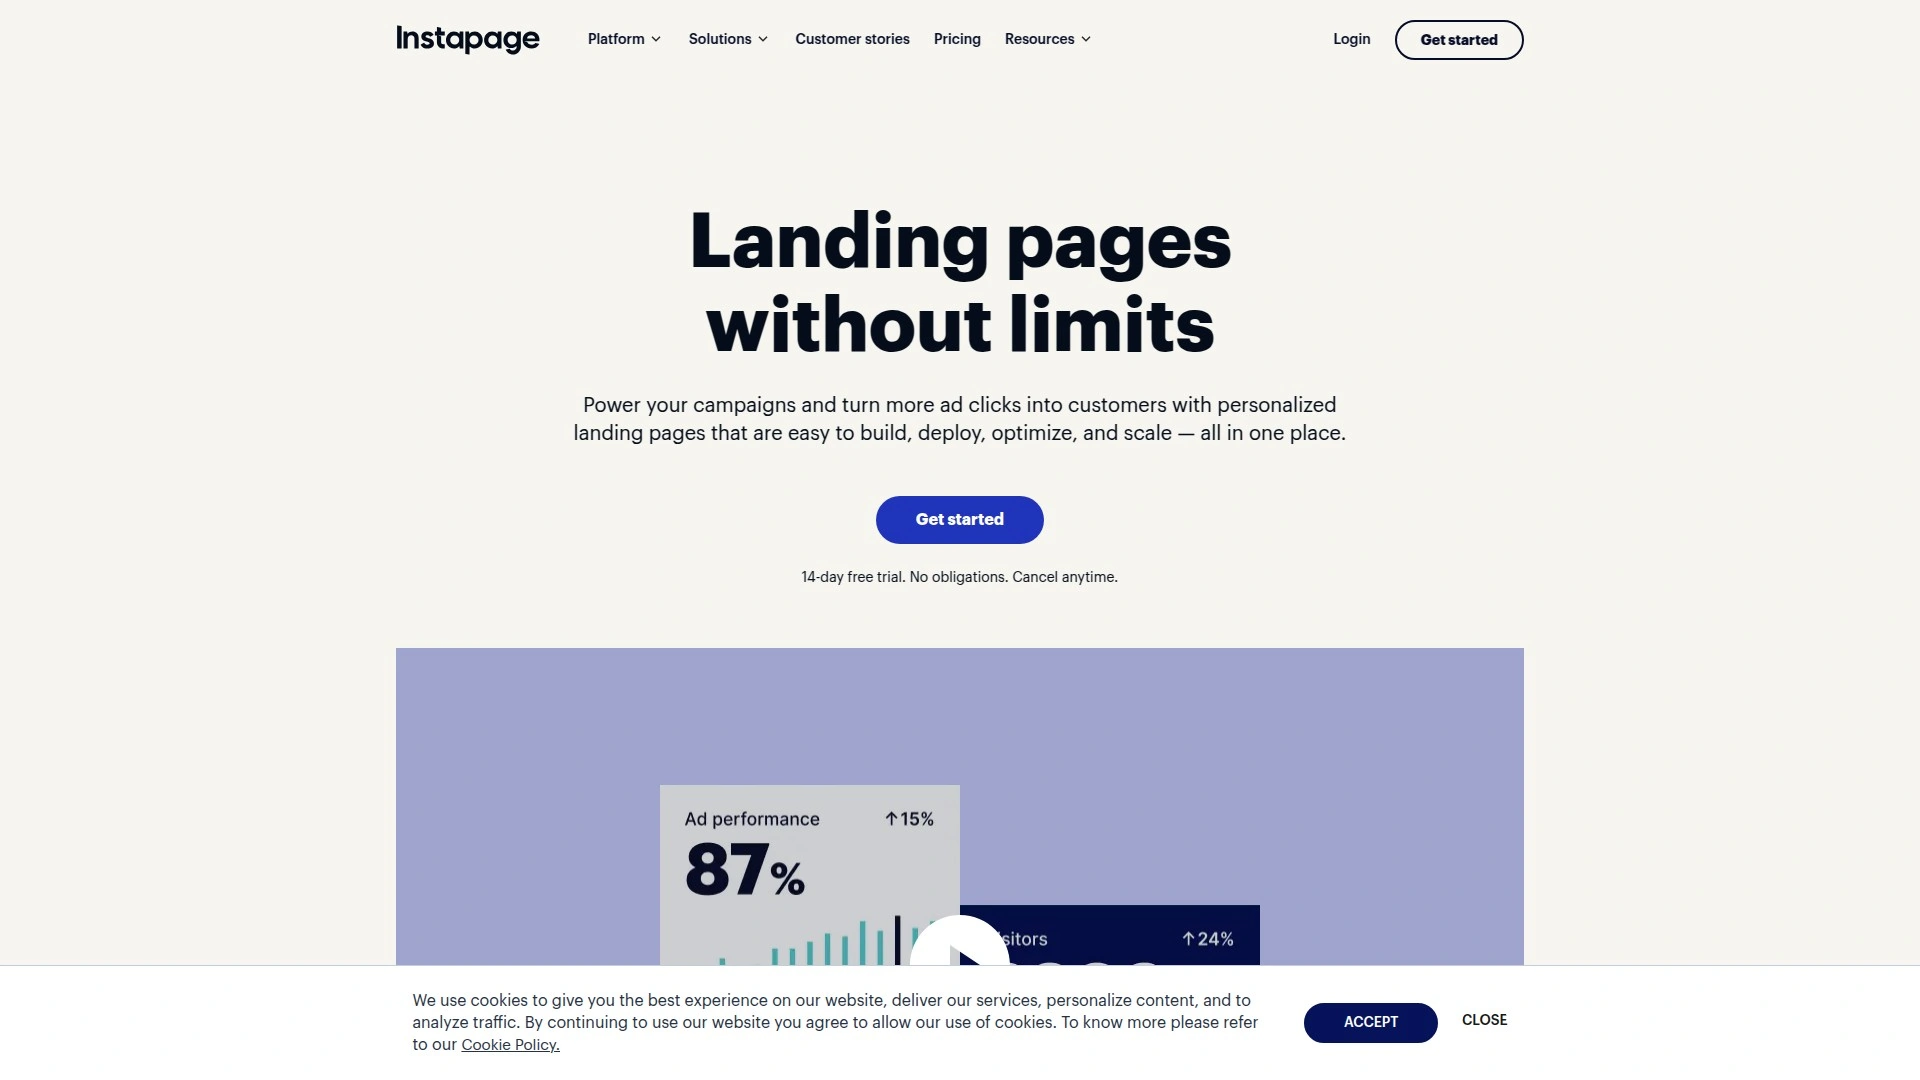 Instapage
Platform
Solutions
Customer stories
Pricing
Resources
Login
Get started
Landing pages
without limits
Power your campaigns and turn more ad clicks into customers with personalized
landing pages that are easy to build, deploy, optimize, and scale — all in one place.
Get started
14-day free trial. No obligations. Cancel anytime.
Ad performance
↑15%
87%
↑24%
We use cookies to give you the best experience on our website, deliver our services, personalize content, and to
analyze traffic. By continuing to use our website you agree to allow our use of cookies. To know more please refer
to our Cookie Policy.
ACCEPT
CLOSE